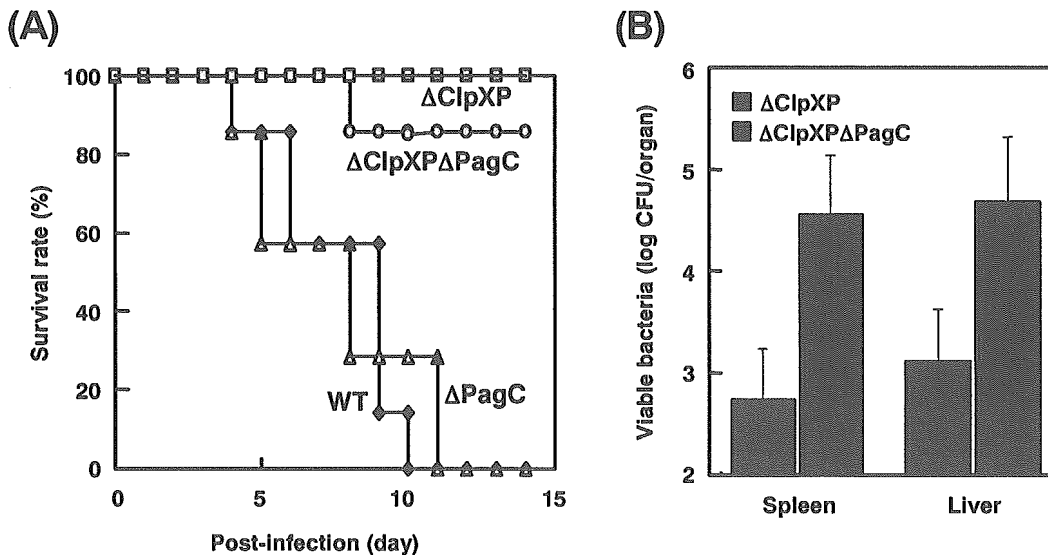 (A)
Survival rate (%)
100
80
60
40
20
0
0 5 10 15
Post-infection (day)
ΔClpXP
ΔClpXPΔPagC
WT
ΔPagC
(B)
Viable bacteria (log CFU/organ)
6
5
4
3
2
ΔClpXP
ΔClpXPΔPagC
Spleen Liver